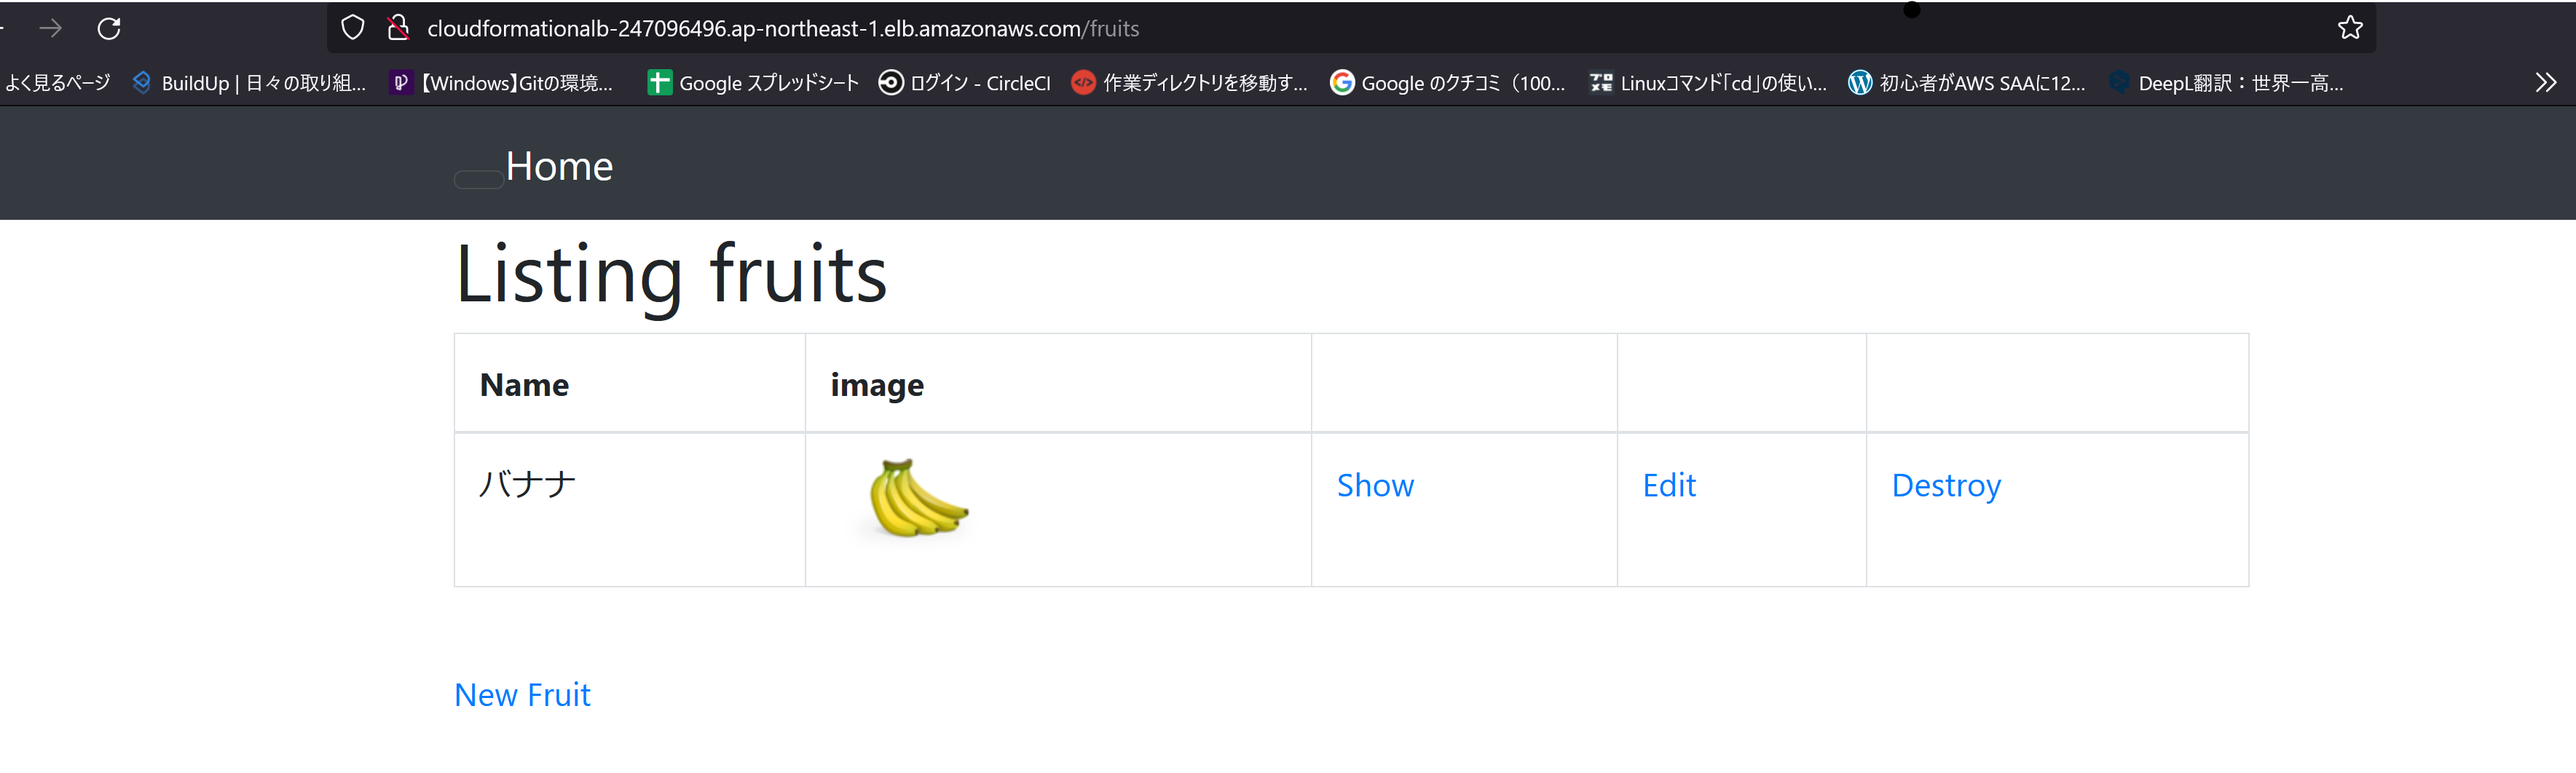 cloudformationalb-247096496.ap-northeast-1.elb.amazonaws.com/fruits
よく見るページ BuildUp | 日々の取り組... 【Windows】Gitの環境... Google スプレッドシート ログイン - CircleCI 作業ディレクトリを移動す... Google のクチコミ（100... プロメモ Linuxコマンド「cd」の使い... 初心者がAWS SAAに12... DeepL翻訳：世界一高...
Home
Listing fruits
Name image
バナナ Show Edit Destroy
New Fruit